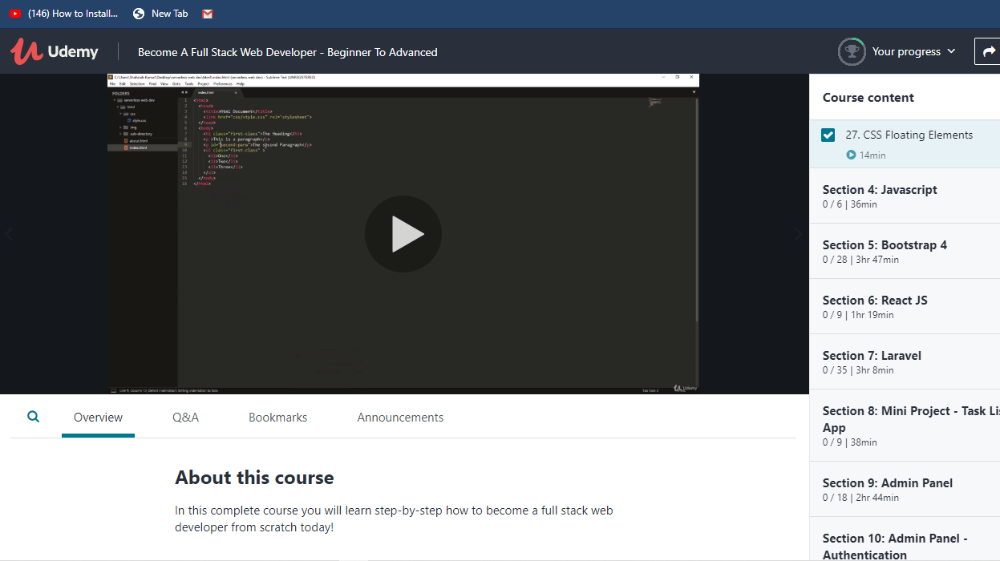 (146) How to Install...
New Tab
Udemy
Become A Full Stack Web Developer - Beginner To Advanced
Your progress
C:\Users\Shahzaib Kamal\Desktop\serverless web dev\html\index.html (serverless web dev) - Sublime Text (UNREGISTERED)
File Edit Selection Find View Goto Tools Project Preferences Help
FOLDERS
serverless web dev
html
css
style.css
img
sub-directory
about.html
index.html
index.html
1 <html>
2 <head>
3 <title>Html Document</title>
4 <link href="css/style.css" rel="stylesheet">
5 </head>
6 <body>
7 <h1 class="first-class">The Heading</h1>
8 <p >This is a paragraph</p>
9 <p id="second-para">The second Paragraph</p>
10 <ul class="first-class" >
11 <li>One</li>
12 <li>Two</li>
13 <li>Three</li>
14 </ul>
15 </body>
16 </html>
Line 9, Column 12; Detect Indentation: Setting indentation to tabs
Tab Size: 2
Udemy
Course content
27. CSS Floating Elements
14min
Section 4: Javascript
0 / 6 | 36min
Section 5: Bootstrap 4
0 / 28 | 3hr 47min
Section 6: React JS
0 / 9 | 1hr 19min
Section 7: Laravel
0 / 35 | 3hr 8min
Section 8: Mini Project - Task Lis
App
0 / 9 | 38min
Section 9: Admin Panel
0 / 18 | 2hr 44min
Section 10: Admin Panel -
Authentication
Overview
Q&A
Bookmarks
Announcements
About this course
In this complete course you will learn step-by-step how to become a full stack web
developer from scratch today!